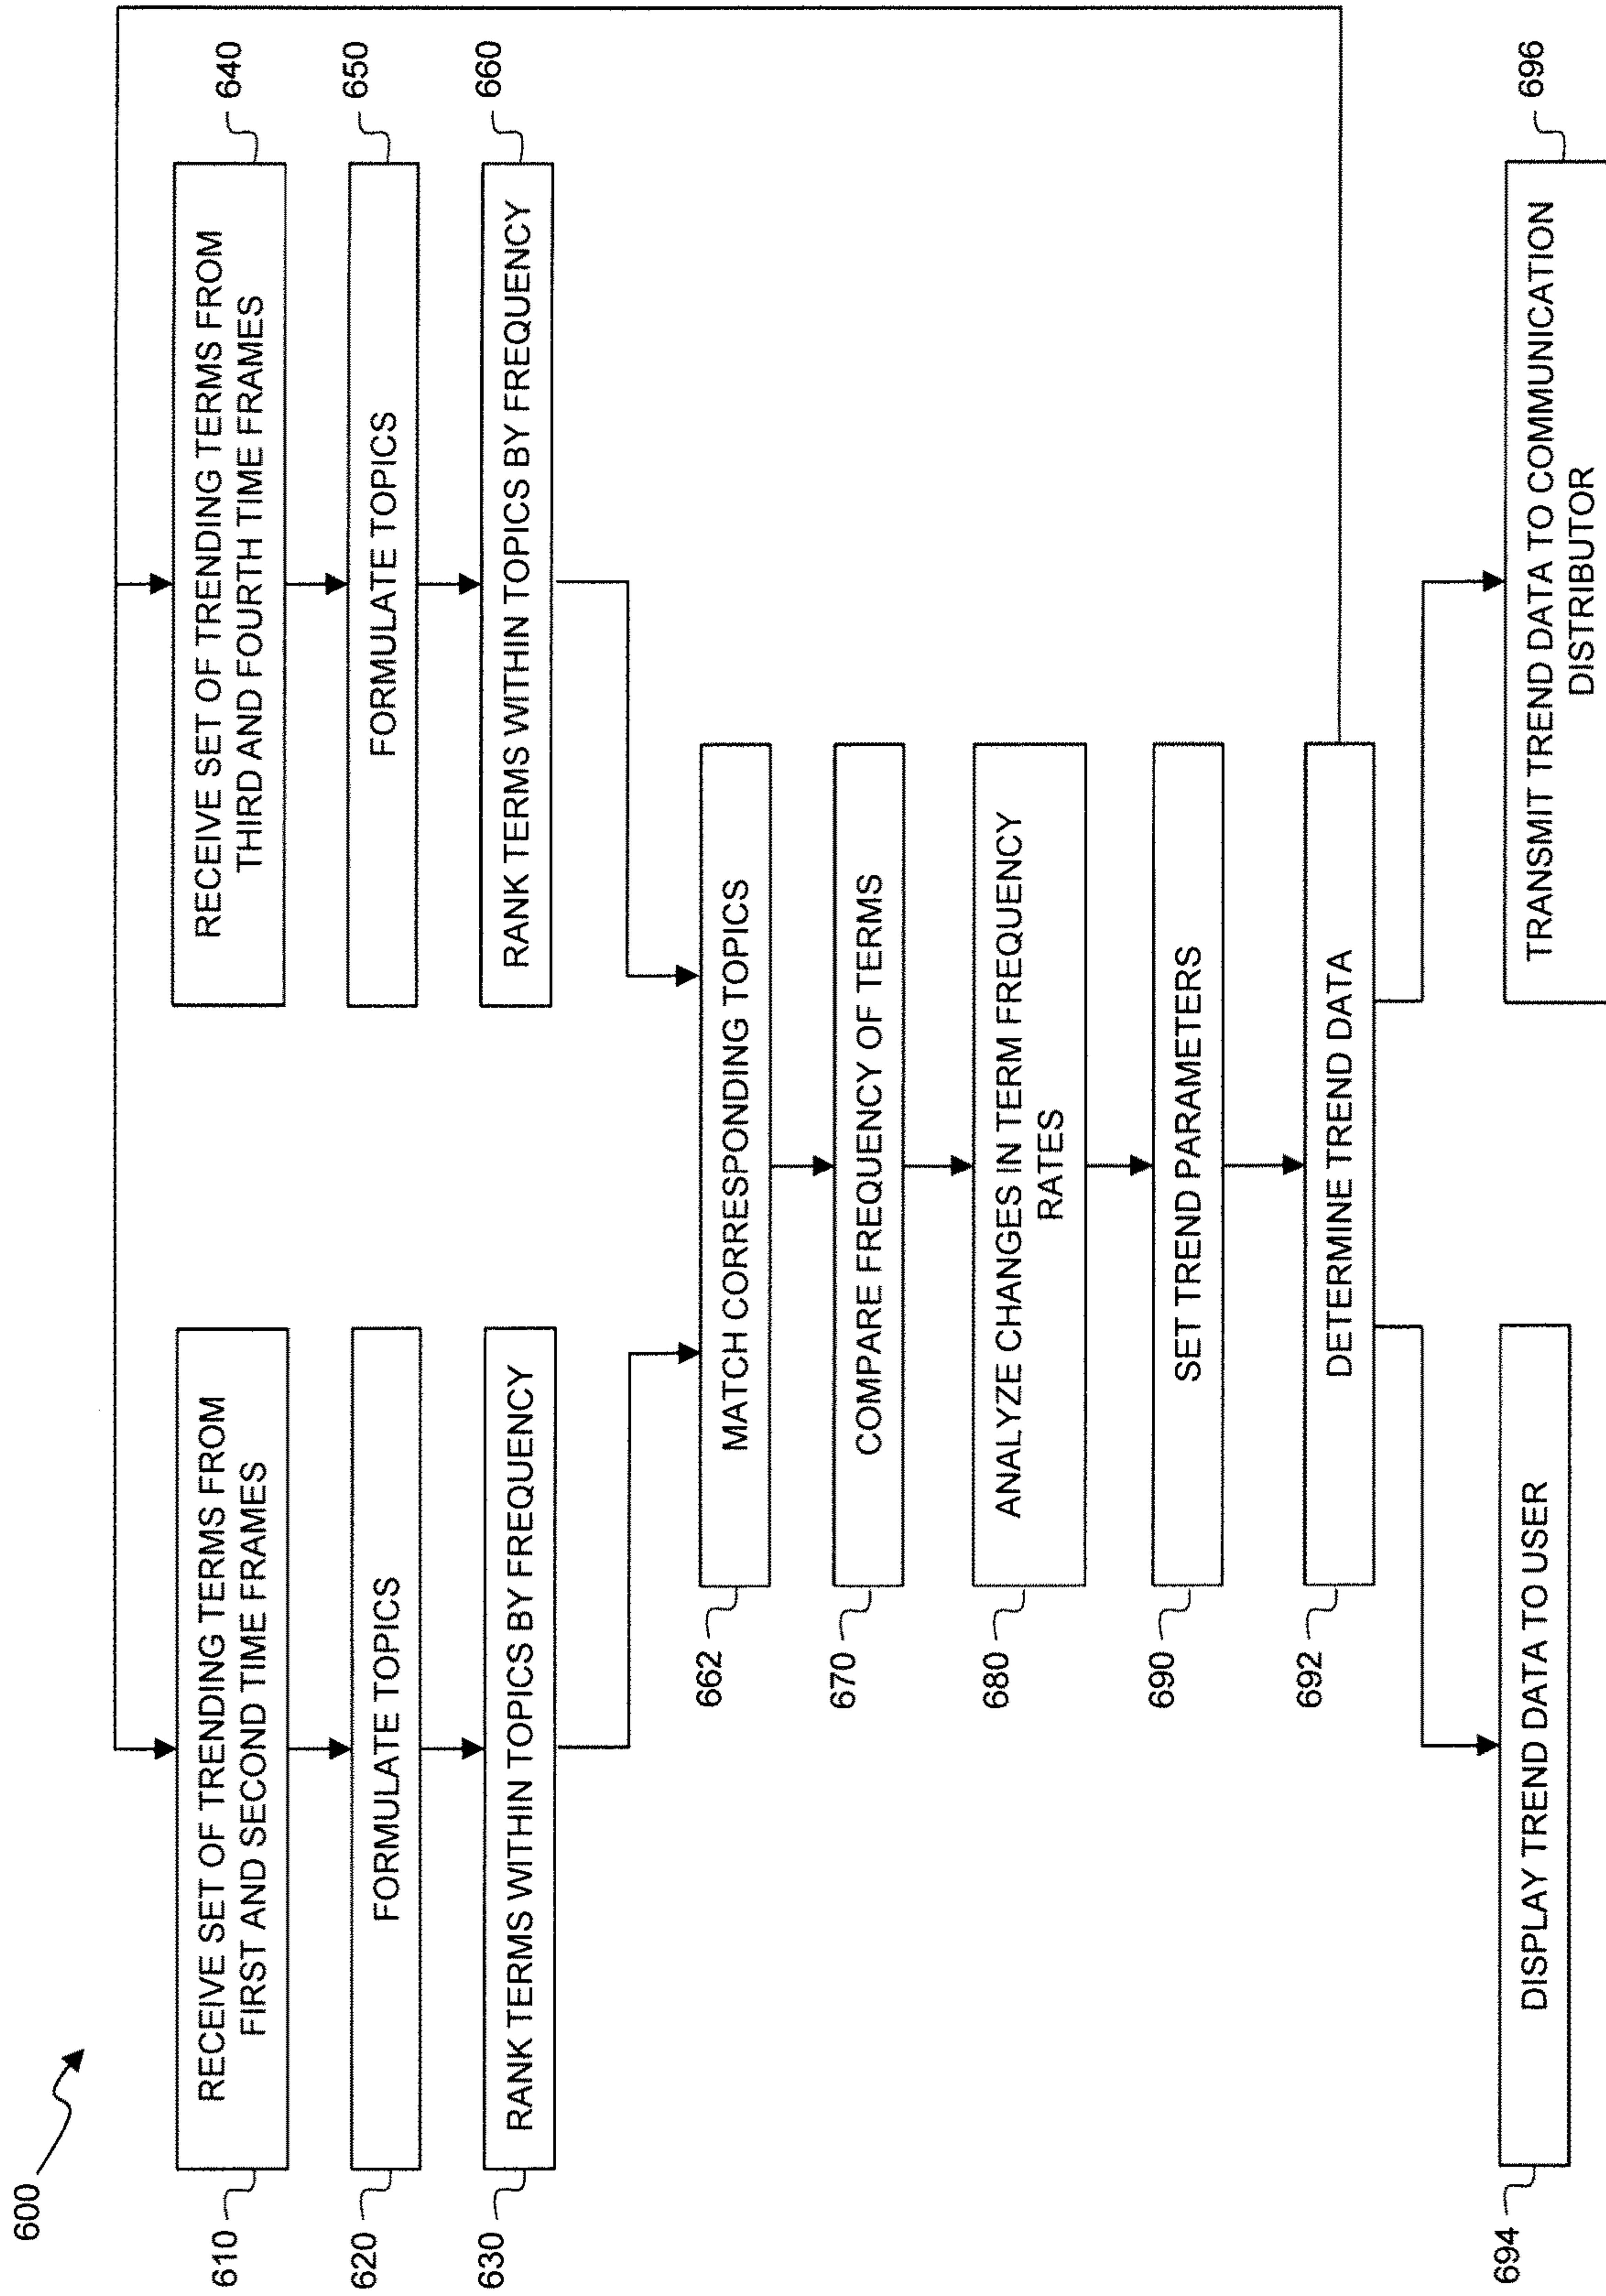 600
610
RECEIVE SET OF TRENDING TERMS FROM
FIRST AND SECOND TIME FRAMES
620
FORMULATE TOPICS
630
RANK TERMS WITHIN TOPICS BY FREQUENCY
RECEIVE SET OF TRENDING TERMS FROM
THIRD AND FOURTH TIME FRAMES
640
FORMULATE TOPICS
650
RANK TERMS WITHIN TOPICS BY FREQUENCY
660
662
MATCH CORRESPONDING TOPICS
670
COMPARE FREQUENCY OF TERMS
680
ANALYZE CHANGES IN TERM FREQUENCY
RATES
690
SET TREND PARAMETERS
692
DETERMINE TREND DATA
694
DISPLAY TREND DATA TO USER
TRANSMIT TREND DATA TO COMMUNICATION
DISTRIBUTOR
696